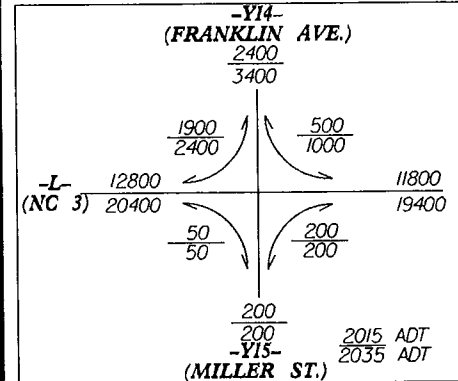 -Y14-
(FRANKLIN AVE.)
2400
3400
1900
2400
500
1000
-L-
(NC 3)
12800
20400
11800
19400
50
50
200
200
200
200
-Y15-
(MILLER ST.)
2015 ADT
2035 ADT